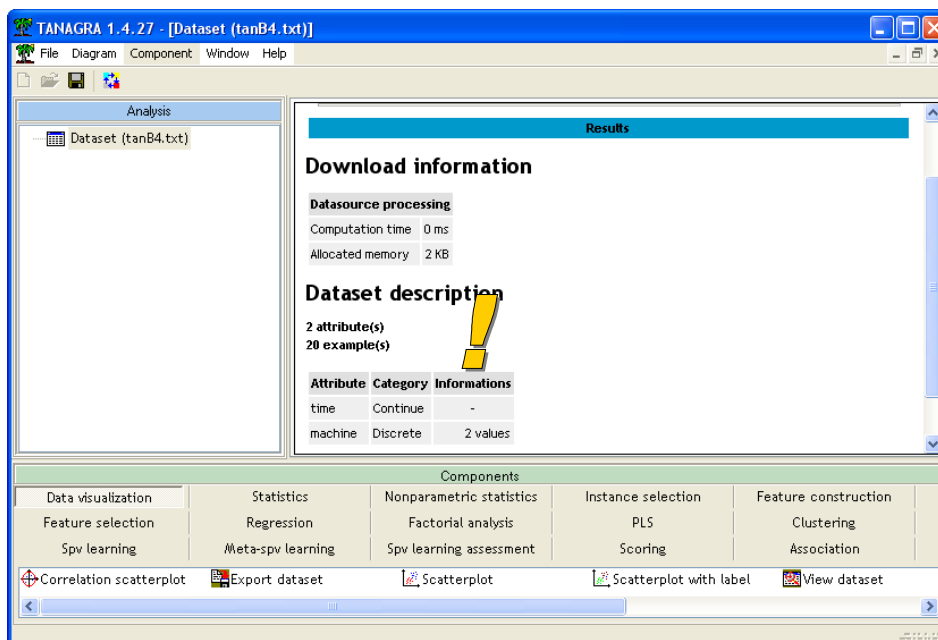 TANAGRA 1.4.27 - [Dataset (tanB4.txt)]
File Diagram Component Window Help
Analysis
Dataset (tanB4.txt)
Results
Download information
Datasource processing
Computation time 0 ms
Allocated memory 2 KB
Dataset description
2 attribute(s)
20 example(s)
!
Attribute Category Informations
time Continue -
machine Discrete 2 values
Components
Data visualization Statistics Nonparametric statistics Instance selection Feature construction
Feature selection Regression Factorial analysis PLS Clustering
Spv learning Meta-spv learning Spv learning assessment Scoring Association
Correlation scatterplot Export dataset Scatterplot Scatterplot with label View dataset